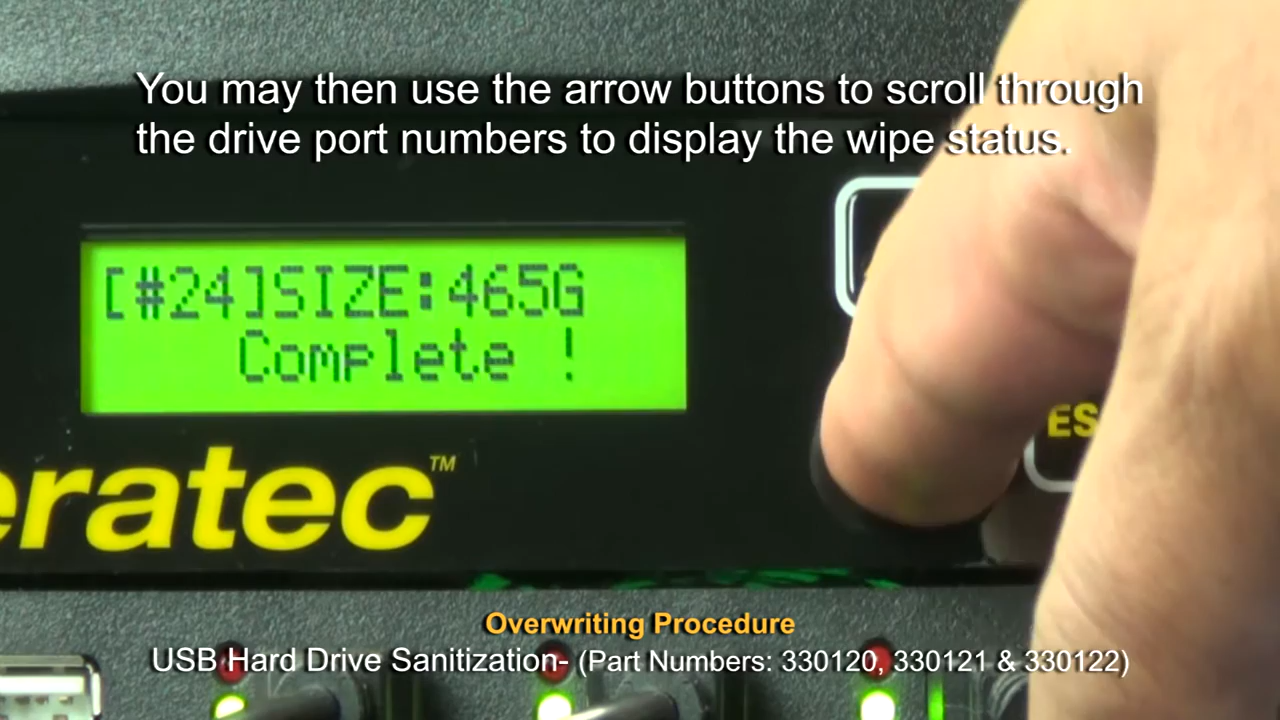 You may then use the arrow buttons to scroll through
the drive port numbers to display the wipe status.
[#24]SIZE:465G
Complete !
eratec™
ES
Overwriting Procedure
USB Hard Drive Sanitization- (Part Numbers: 330120, 330121 & 330122)